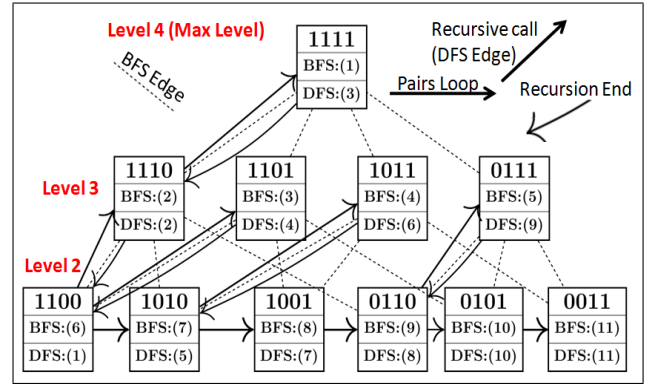 Level 4 (Max Level)
1111
BFS:(1)
DFS:(3)
Recursive call
(DFS Edge)
Pairs Loop
Recursion End
BFS Edge
Level 3
1110
BFS:(2)
DFS:(2)
1101
BFS:(3)
DFS:(4)
1011
BFS:(4)
DFS:(6)
0111
BFS:(5)
DFS:(9)
Level 2
1100
BFS:(6)
DFS:(1)
1010
BFS:(7)
DFS:(5)
1001
BFS:(8)
DFS:(7)
0110
BFS:(9)
DFS:(8)
0101
BFS:(10)
DFS:(10)
0011
BFS:(11)
DFS:(11)